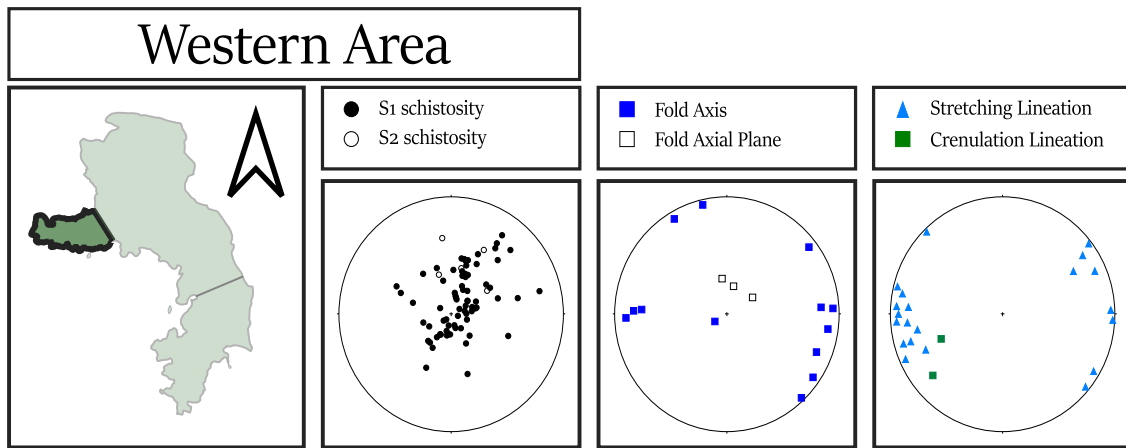 Western Area
S1 schistosity
S2 schistosity
Fold Axis
Fold Axial Plane
Stretching Lineation
Crenulation Lineation